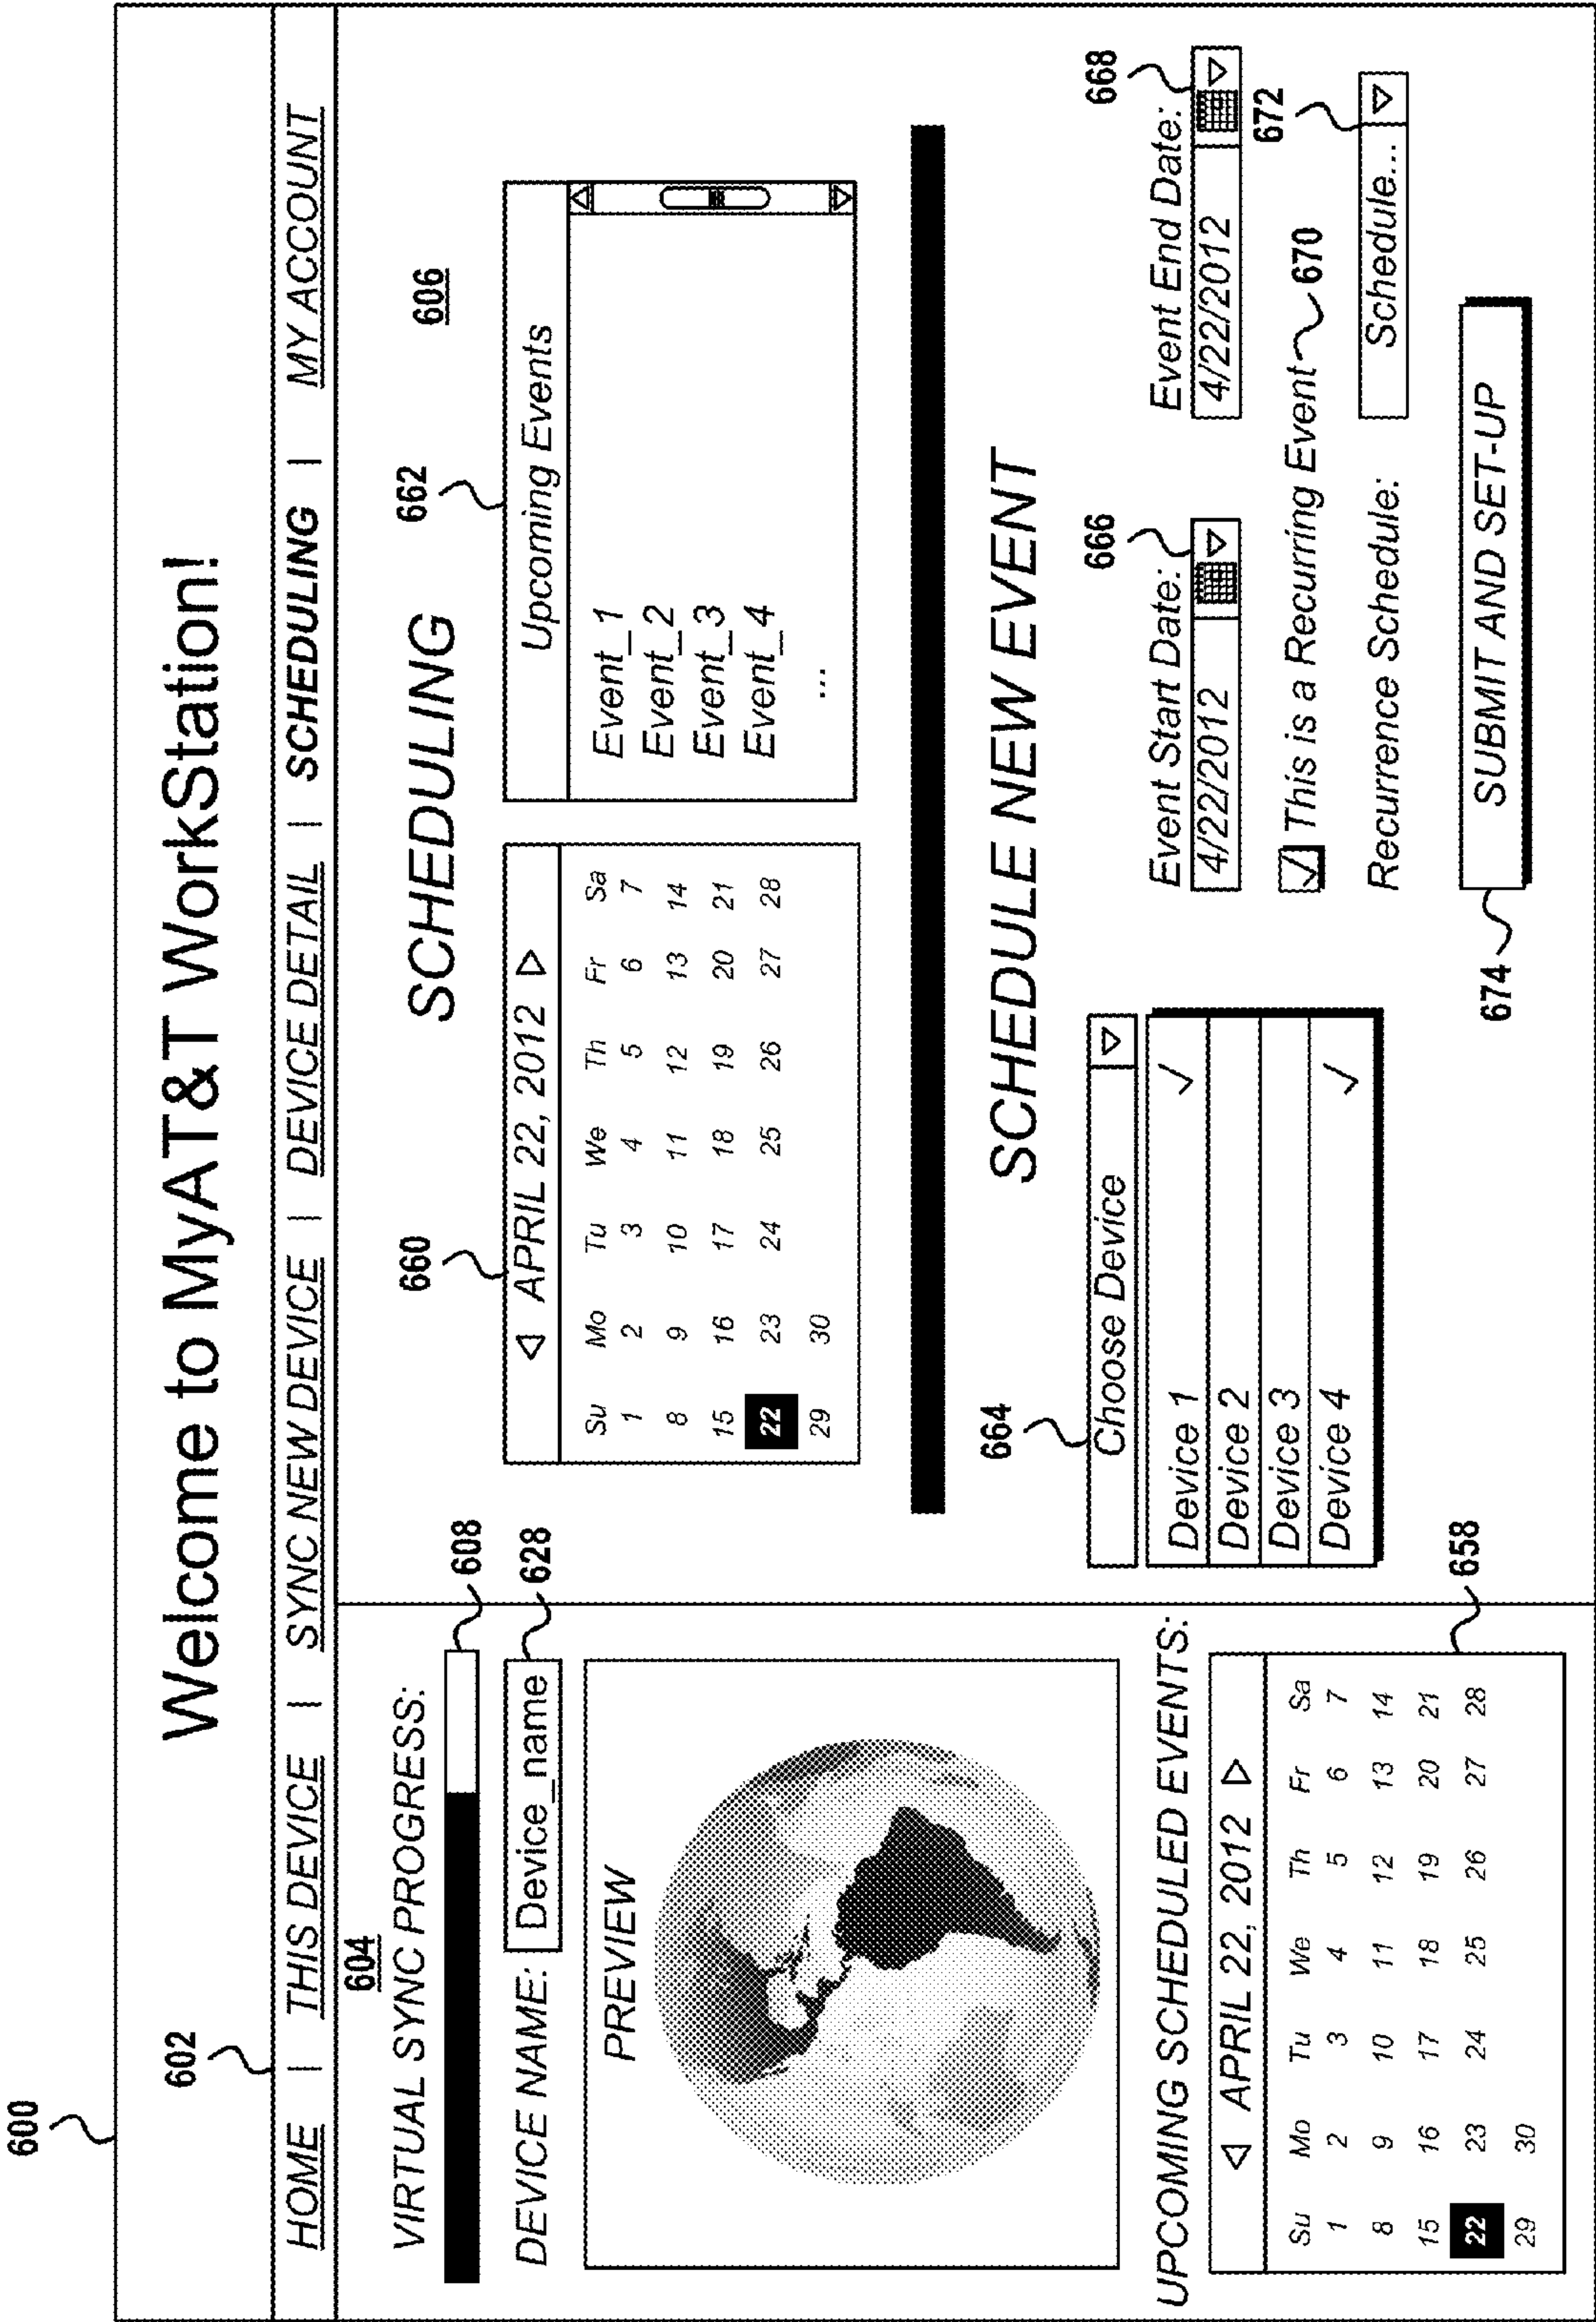 600
Welcome to MyAT&T WorkStation!
602
HOME | THIS DEVICE | SYNC NEW DEVICE | DEVICE DETAIL | SCHEDULING | MY ACCOUNT
604
VIRTUAL SYNC PROGRESS:
608
DEVICE NAME: Device_name
628
PREVIEW
UPCOMING SCHEDULED EVENTS:
APRIL 22, 2012
Su Mo Tu We Th Fr Sa
1 2 3 4 5 6 7
8 9 10 11 12 13 14
15 16 17 18 19 20 21
22 23 24 25 26 27 28
29 30
658
SCHEDULING
606
660
APRIL 22, 2012
Su Mo Tu We Th Fr Sa
1 2 3 4 5 6 7
8 9 10 11 12 13 14
15 16 17 18 19 20 21
22 23 24 25 26 27 28
29 30
662
Upcoming Events
Event_1
Event_2
Event_3
Event_4
...
SCHEDULE NEW EVENT
664
Choose Device
Device 1 ✓
Device 2
Device 3
Device 4 ✓
666
Event Start Date:
4/22/2012
668
Event End Date:
4/22/2012
This is a Recurring Event 670
672
Recurrence Schedule: Schedule...
674
SUBMIT AND SET-UP